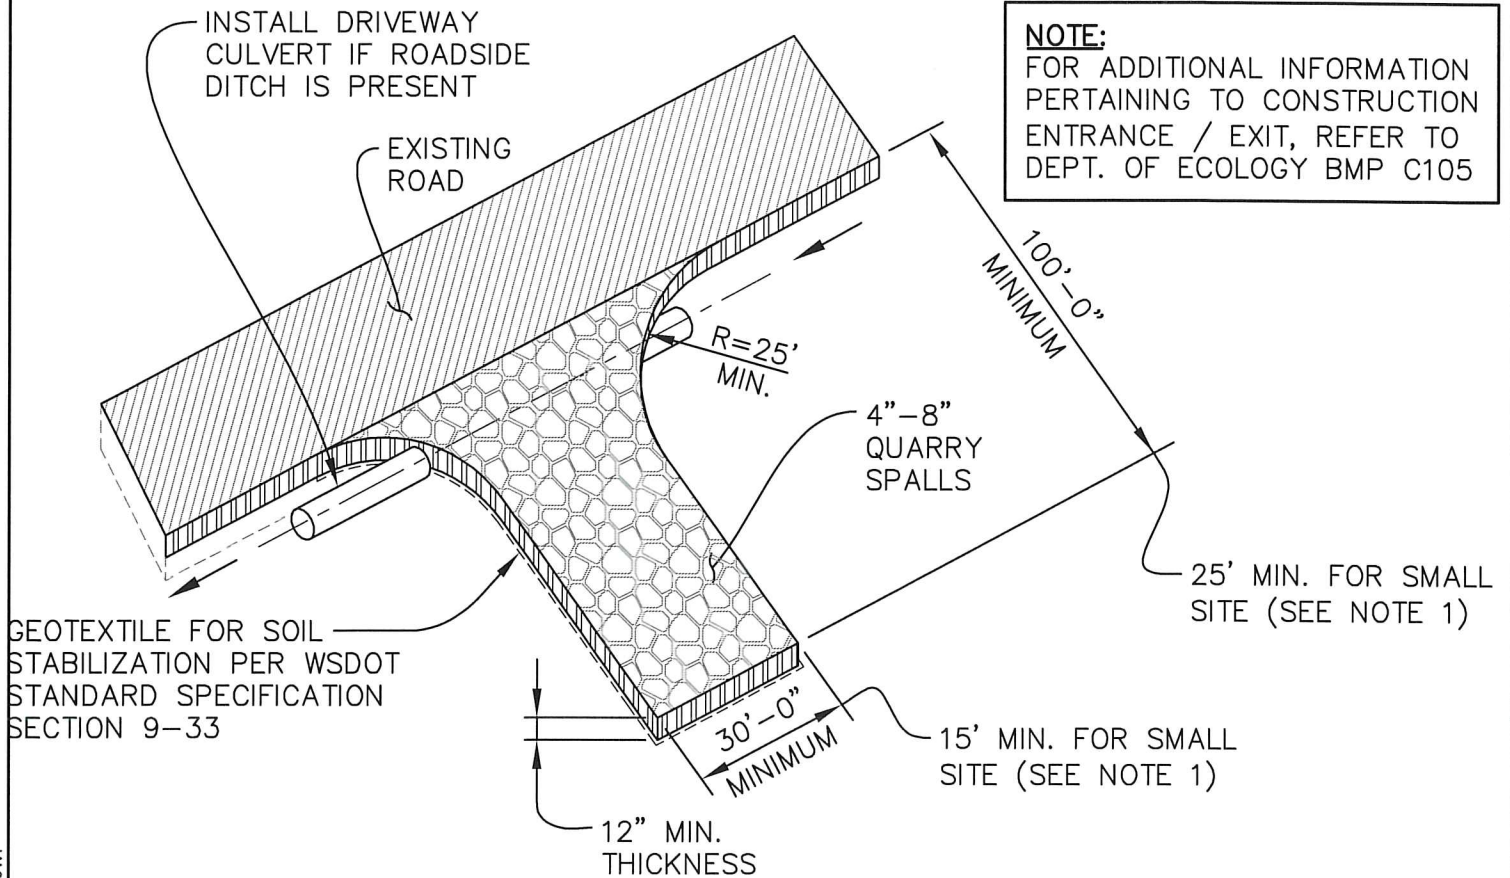 INSTALL DRIVEWAY
CULVERT IF ROADSIDE
DITCH IS PRESENT
EXISTING
ROAD
NOTE:
FOR ADDITIONAL INFORMATION
PERTAINING TO CONSTRUCTION
ENTRANCE / EXIT, REFER TO
DEPT. OF ECOLOGY BMP C105
100'-0"
MINIMUM
R=25'
MIN.
4"-8"
QUARRY
SPALLS
25' MIN. FOR SMALL
SITE (SEE NOTE 1)
GEOTEXTILE FOR SOIL
STABILIZATION PER WSDOT
STANDARD SPECIFICATION
SECTION 9-33
30'-0"
MINIMUM
15' MIN. FOR SMALL
SITE (SEE NOTE 1)
12" MIN.
THICKNESS